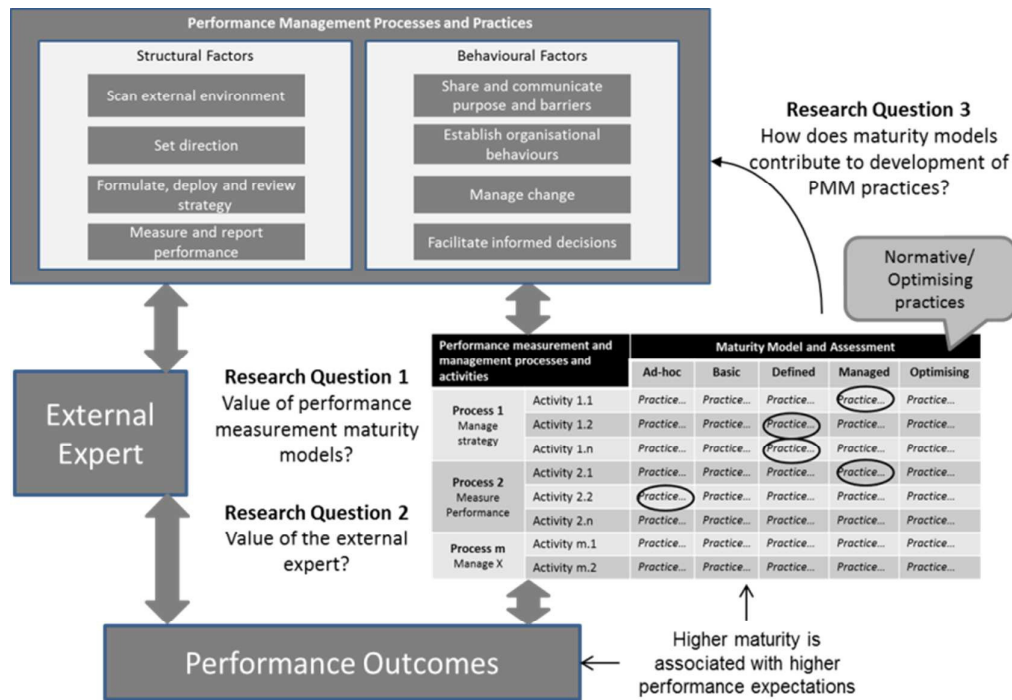 Performance Management Processes and Practices
Structural Factors
Scan external environment
Set direction
Formulate, deploy and review
strategy
Measure and report
performance
Behavioural Factors
Share and communicate
purpose and barriers
Establish organisational
behaviours
Manage change
Facilitate informed decisions
Research Question 3
How does maturity models
contribute to development of
PMM practices?
Normative/
Optimising
practices
External
Expert
Research Question 1
Value of performance
measurement maturity
models?
Research Question 2
Value of the external
expert?
Performance measurement and
management processes and
activities
Maturity Model and Assessment
Ad-hoc Basic Defined Managed Optimising
Process 1
Manage
strategy
Activity 1.1 Practice... Practice... Practice... Practice... Practice...
Activity 1.2 Practice... Practice... Practice... Practice... Practice...
Activity 1.n Practice... Practice... Practice... Practice... Practice...
Process 2
Measure
Performance
Activity 2.1 Practice... Practice... Practice... Practice... Practice...
Activity 2.2 Practice... Practice... Practice... Practice... Practice...
Activity 2.n Practice... Practice... Practice... Practice... Practice...
Process m
Manage X
Activity m.1 Practice... Practice... Practice... Practice... Practice...
Activity m.2 Practice... Practice... Practice... Practice... Practice...
Performance Outcomes
Higher maturity is
associated with higher
performance expectations